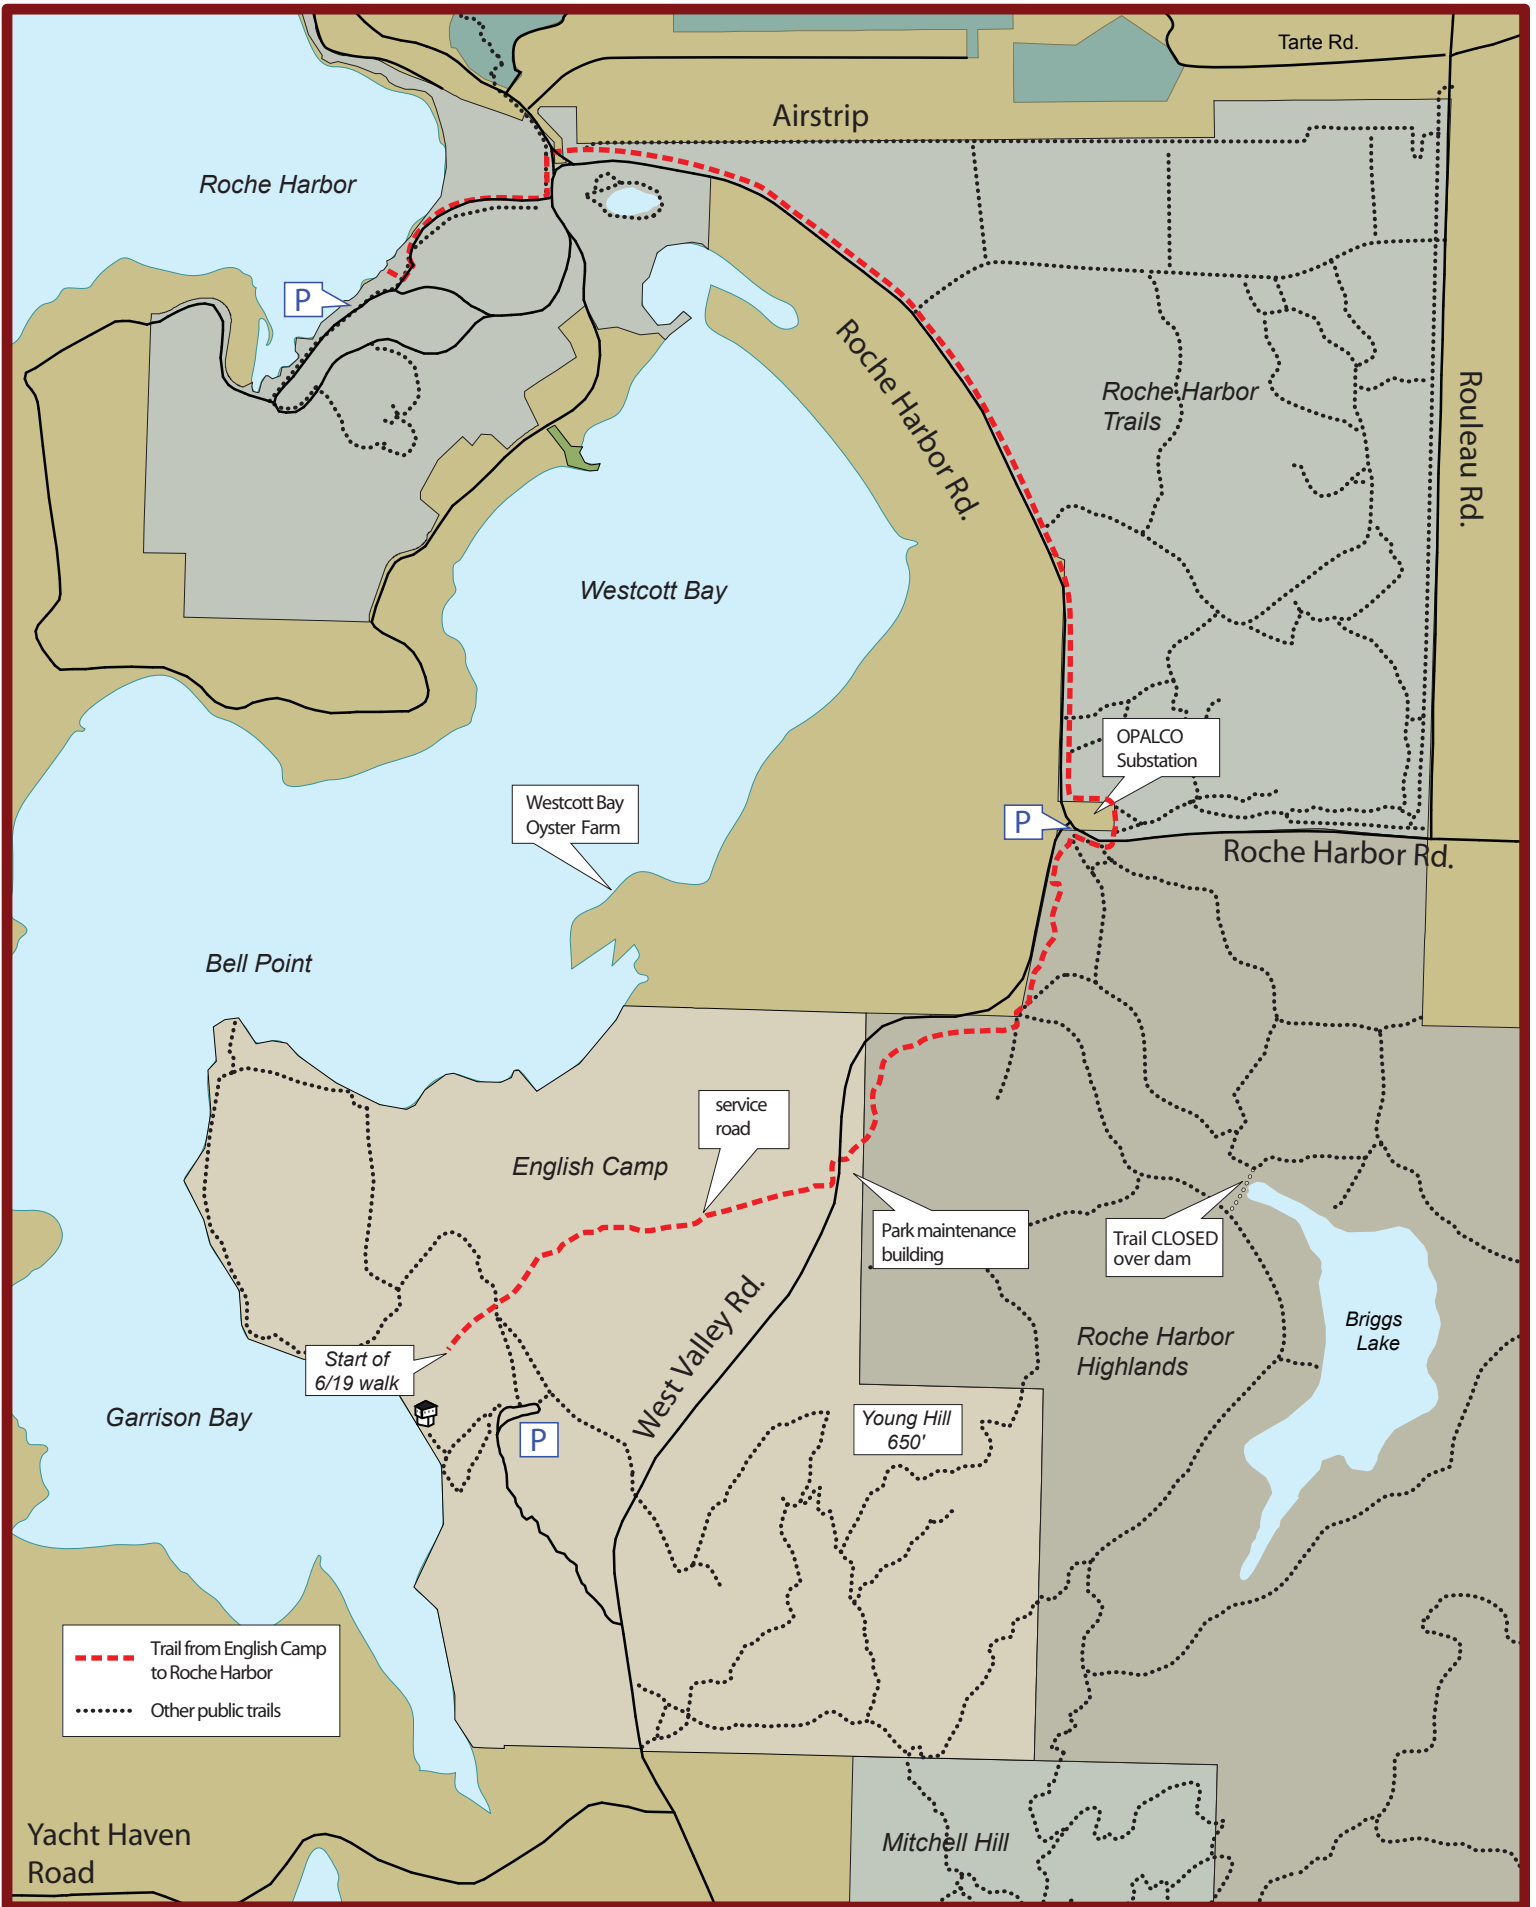 Tarte Rd.
Airstrip
Roche Harbor
P
Roche Harbor Rd.
Roche Harbor
Trails
Rouleau Rd.
Westcott Bay
OPALCO
Substation
Westcott Bay
Oyster Farm
P
Roche Harbor Rd.
Bell Point
service
road
English Camp
Park maintenance
building
Trail CLOSED
over dam
West Valley Rd.
Briggs
Lake
Roche Harbor
Highlands
Start of
6/19 walk
Garrison Bay
P
Young Hill
650'
Trail from English Camp
to Roche Harbor
Other public trails
Yacht Haven
Road
Mitchell Hill